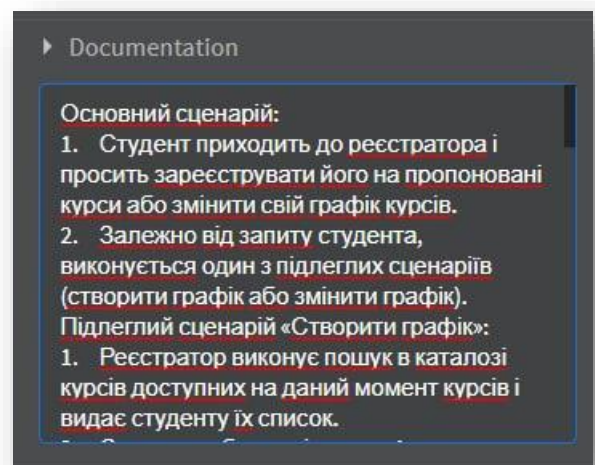 Documentation
Основний сценарій:
1. Студент приходить до реєстратора і
просить зареєструвати його на пропоновані
курси або змінити свій графік курсів.
2. Залежно від запиту студента,
виконується один з підлеглих сценаріїв
(створити графік або змінити графік).
Підлеглий сценарій «Створити графік»:
1. Реєстратор виконує пошук в каталозі
курсів доступних на даний момент курсів і
видає студенту їх список.